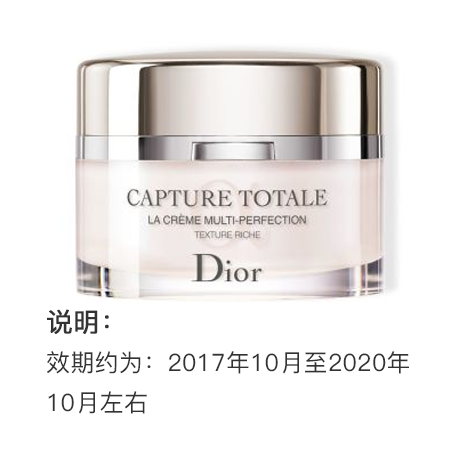 CAPTURE TOTALE
LA CRÈME MULTI-PERFECTION
TEXTURE RICHE
Dior
说明：
效期约为：2017年10月至2020年
10月左右